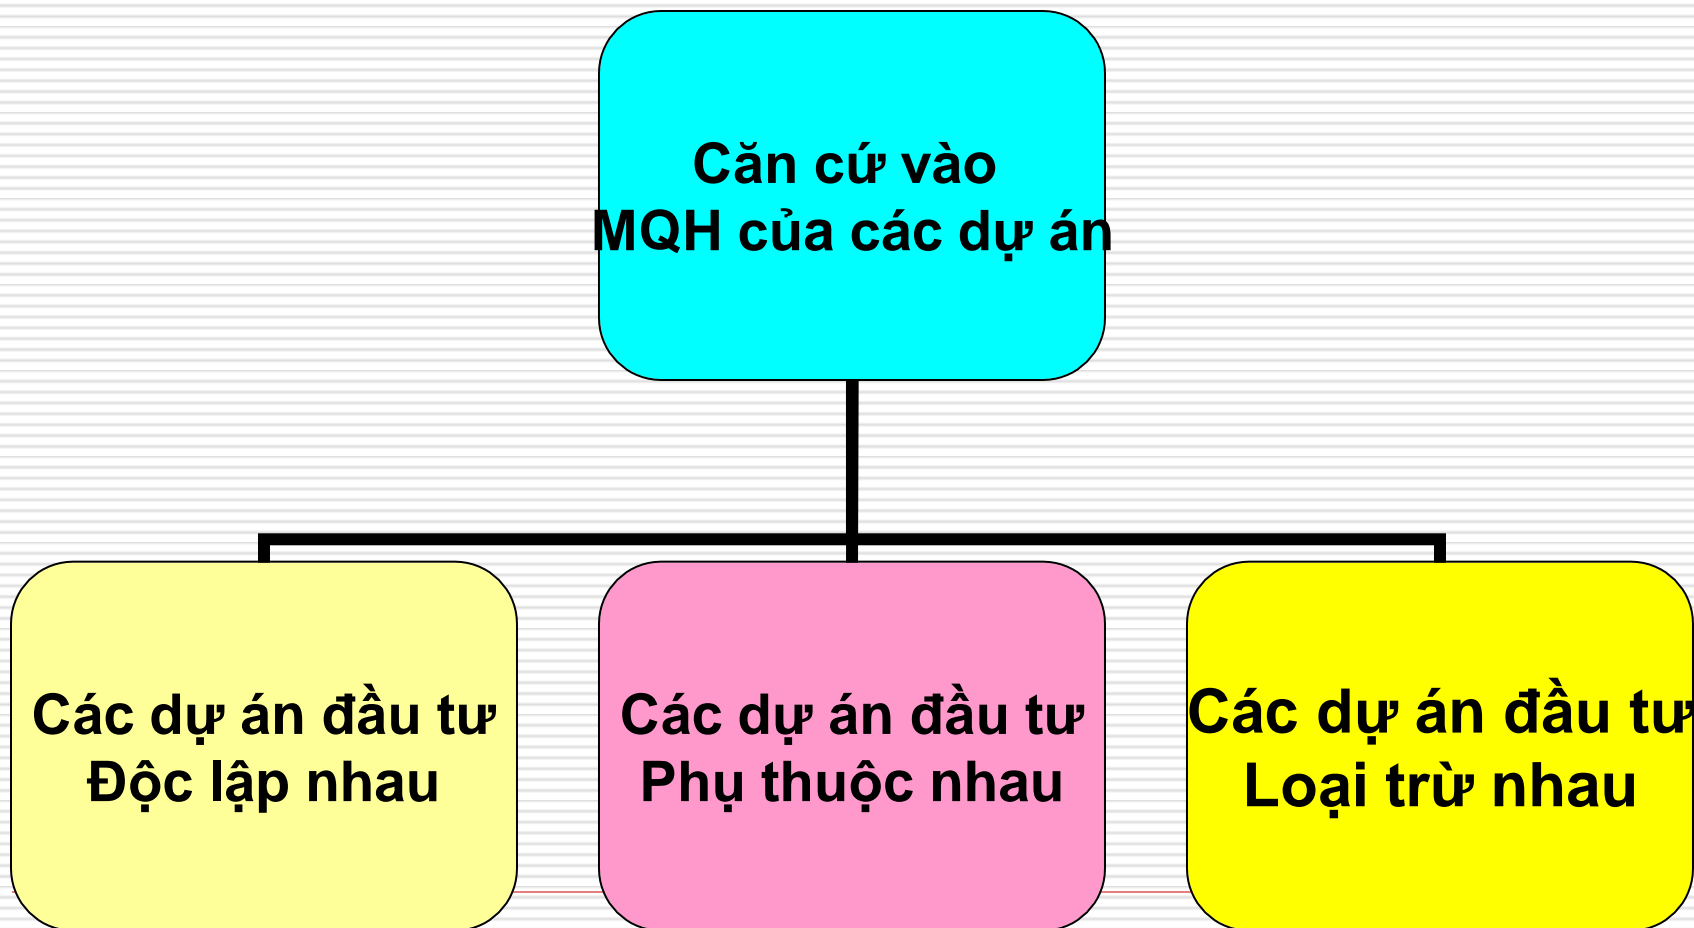 Căn cứ vào
MQH của các dự án
Các dự án đầu tư
Độc lập nhau
Các dự án đầu tư
Phụ thuộc nhau
Các dự án đầu tư
Loại trừ nhau